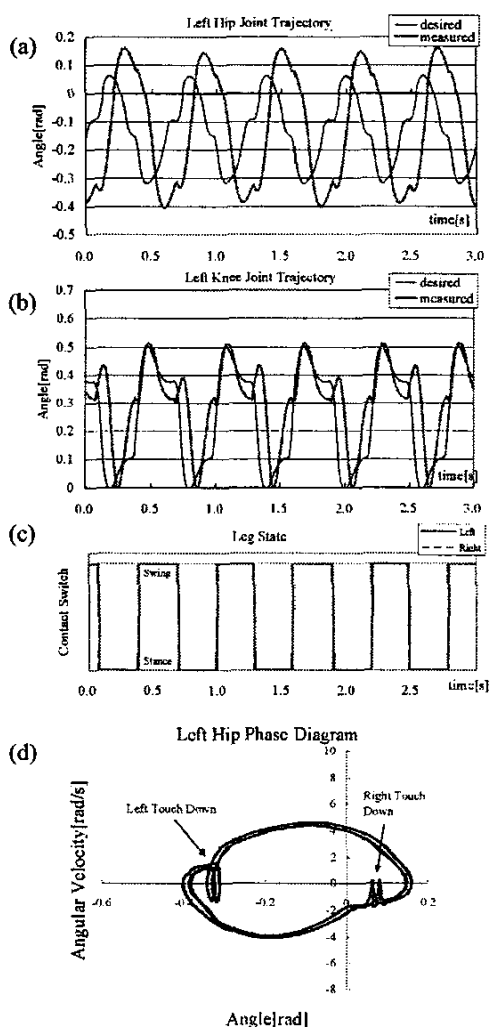 (a)
Left Hip Joint Trajectory
desired
measured
0.2
0.1
0
-0.1
-0.2
-0.3
-0.4
-0.5
Angle[rad]
time[s]
0.0 0.5 1.0 1.5 2.0 2.5 3.0
(b)
Left Knee Joint Trajectory
desired
measured
0.7
0.6
0.5
0.4
0.3
0.2
0.1
0
Angle[rad]
time[s]
0.0 0.5 1.0 1.5 2.0 2.5 3.0
(c)
Leg State
Left
Right
Contact Switch
Swing
Stance
0.0 0.5 1.0 1.5 2.0 2.5 time[s]
(d)
Left Hip Phase Diagram
10
8
6
4
2
0
-2
-4
-6
-8
Left Touch Down
Right Touch
Down
Angular Velocity[rad/s]
-0.6 -0.4 -0.2 0 0.2
Angle[rad]